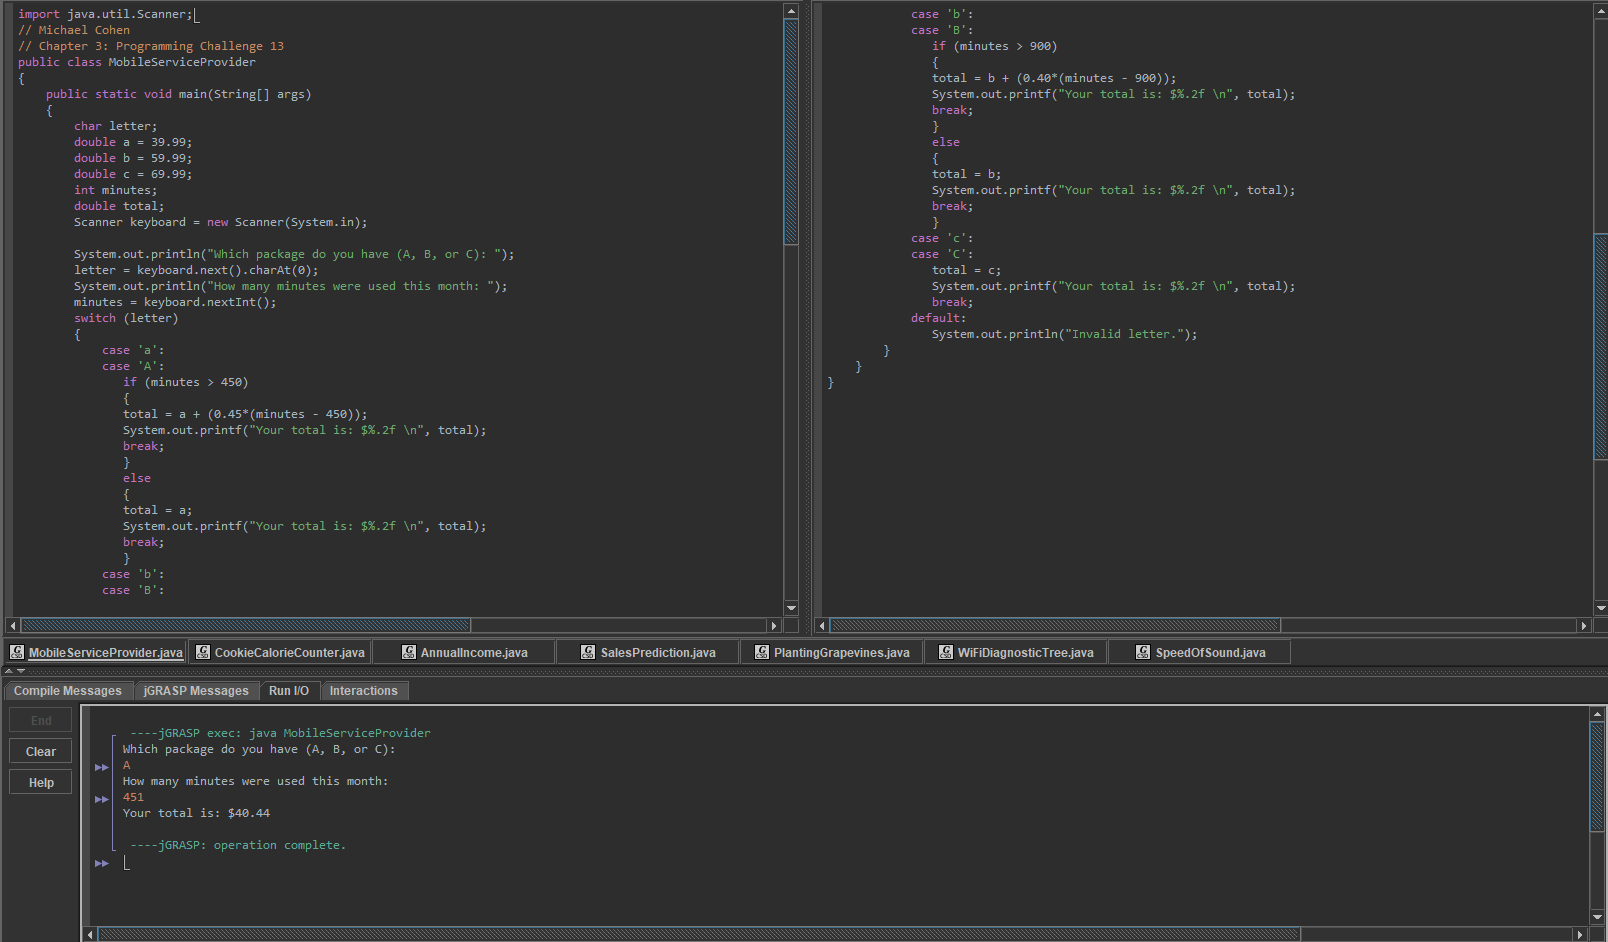 import java.util.Scanner;
// Michael Cohen
// Chapter 3: Programming Challenge 13
public class MobileServiceProvider
{
    public static void main(String[] args)
    {
        char letter;
        double a = 39.99;
        double b = 59.99;
        double c = 69.99;
        int minutes;
        double total;
        Scanner keyboard = new Scanner(System.in);

        System.out.println("Which package do you have (A, B, or C): ");
        letter = keyboard.next().charAt(0);
        System.out.println("How many minutes were used this month: ");
        minutes = keyboard.nextInt();
        switch (letter)
        {
            case 'a':
            case 'A':
               if (minutes > 450)
               {
               total = a + (0.45*(minutes - 450));
               System.out.printf("Your total is: $%.2f \n", total);
               break;
               }
               else
               {
               total = a;
               System.out.printf("Your total is: $%.2f \n", total);
               break;
               }
            case 'b':
            case 'B':
            case 'b':
            case 'B':
               if (minutes > 900)
               {
               total = b + (0.40*(minutes - 900));
               System.out.printf("Your total is: $%.2f \n", total);
               break;
               }
               else
               {
               total = b;
               System.out.printf("Your total is: $%.2f \n", total);
               break;
               }
            case 'c':
            case 'C':
               total = c;
               System.out.printf("Your total is: $%.2f \n", total);
               break;
            default:
               System.out.println("Invalid letter.");
        }
    }
}
MobileServiceProvider.java CookieCalorieCounter.java AnnualIncome.java SalesPrediction.java PlantingGrapevines.java WiFiDiagnosticTree.java SpeedOfSound.java
Compile Messages jGRASP Messages Run I/O Interactions
End
Clear
Help
----jGRASP exec: java MobileServiceProvider
Which package do you have (A, B, or C):
A
How many minutes were used this month:
451
Your total is: $40.44

----jGRASP: operation complete.